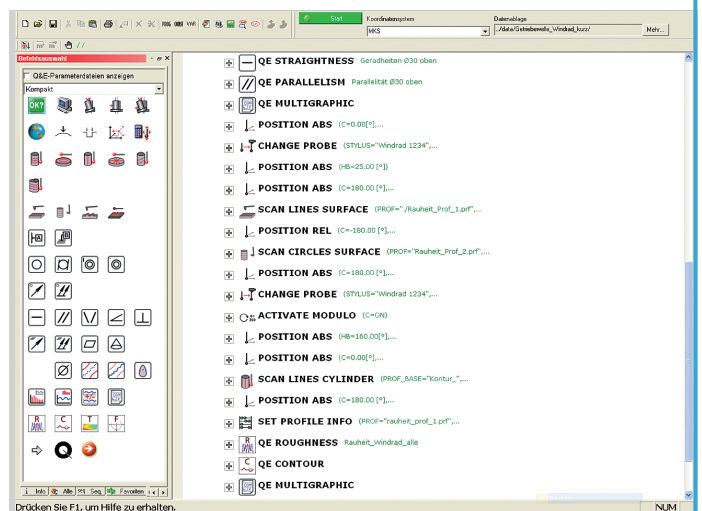 Start
Koordinatensystem
MKS
Datenablage
../data/Getriebewelle_Windrad_kurz/
Mehr...
Befehlsauswahl
Q&E-Parameterdateien anzeigen
Kompakt
OK?
QE STRAIGHTNESS Geradheiten Ø30 oben
QE PARALLELISM Parallelität Ø30 oben
QE MULTIGRAPHIC
POSITION ABS (C=0.00[°],...
CHANGE PROBE (STYLUS="Windrad 1234",...
POSITION ABS (HB=25.00 [°])
POSITION ABS (C=180.00 [°],...
SCAN LINES SURFACE (PROF="./Rauheit_Prof_1.prf",...
POSITION REL (C=-180.00 [°],...
SCAN CIRCLES SURFACE (PROF="Rauheit_Prof_2.prf",...
POSITION ABS (C=180.00 [°],...
CHANGE PROBE (STYLUS="Windrad 1234",...
ACTIVATE MODULO (C=ON)
POSITION ABS (HB=160.00[°],...
POSITION ABS (C=0.00[°],...
SCAN LINES CYLINDER (PROF_BASE="Kontur_",...
POSITION ABS (C=180.00 [°],...
SET PROFILE INFO (PROF="rauheit_prof_1.prf",...
QE ROUGHNESS Rauheit_Windrad_alle
QE CONTOUR
QE MULTIGRAPHIC
Info Alle Seq. Favoriten
Drücken Sie F1, um Hilfe zu erhalten.
NUM